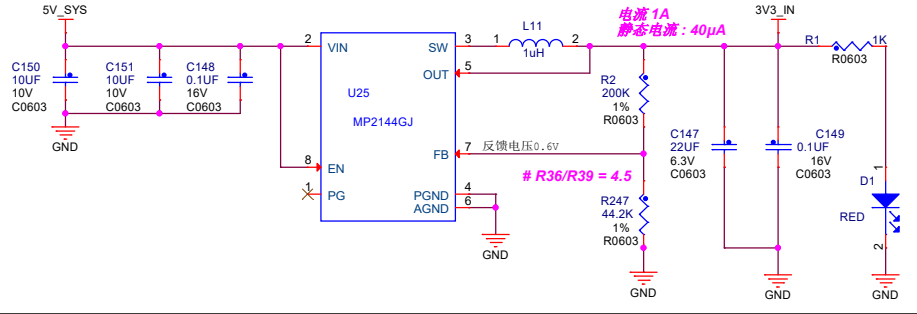 5V_SYS
电流 1A
静态电流 : 40µA
3V3_IN
C150
10UF
10V
C0603
C151
10UF
10V
C0603
C148
0.1UF
16V
C0603
GND
2
VIN
8
EN
1
PG
U25
MP2144GJ
SW
3
OUT
5
FB
7
PGND
4
AGND
6
GND
L11
1
2
1uH
反馈电压0.6V
# R36/R39 = 4.5
R2
200K
1%
R0603
R247
44.2K
1%
R0603
GND
C147
22UF
6.3V
C0603
C149
0.1UF
16V
C0603
GND
R1
1K
R0603
1
D1
RED
2
GND